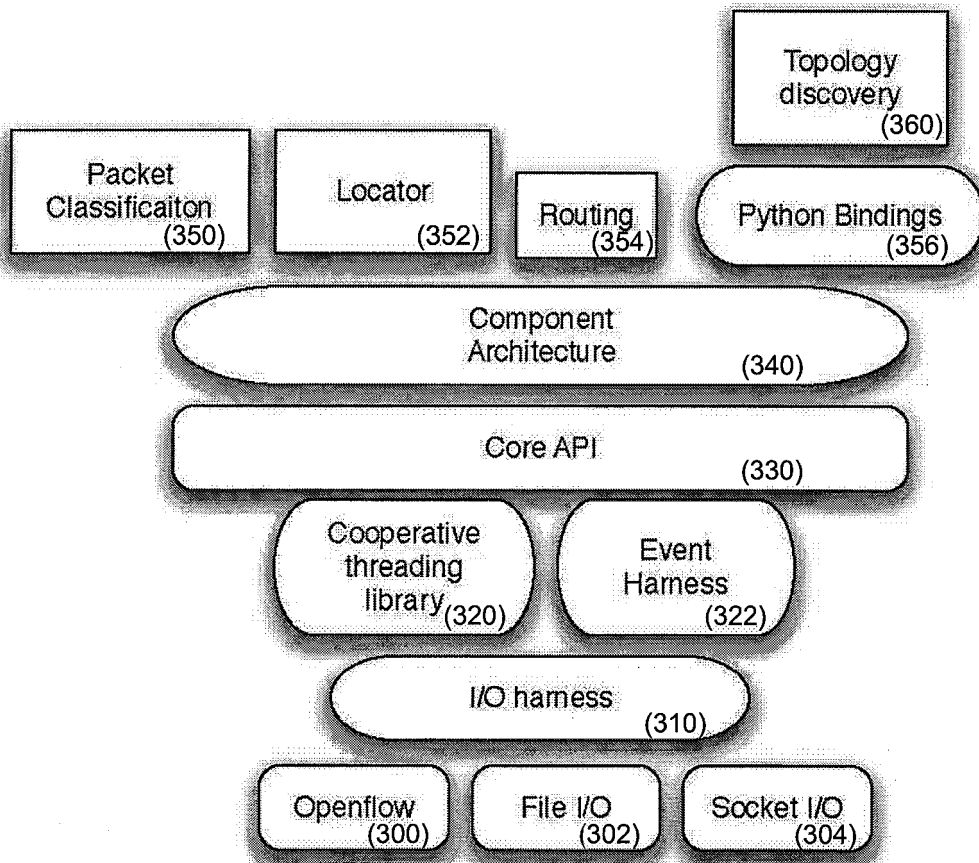 Topology
discovery
(360)
Packet
Classificaiton
(350)
Locator
(352)
Routing
(354)
Python Bindings
(356)
Component
Architecture
(340)
Core API
(330)
Cooperative
threading
library
(320)
Event
Harness
(322)
I/O harness
(310)
Openflow
(300)
File I/O
(302)
Socket I/O
(304)